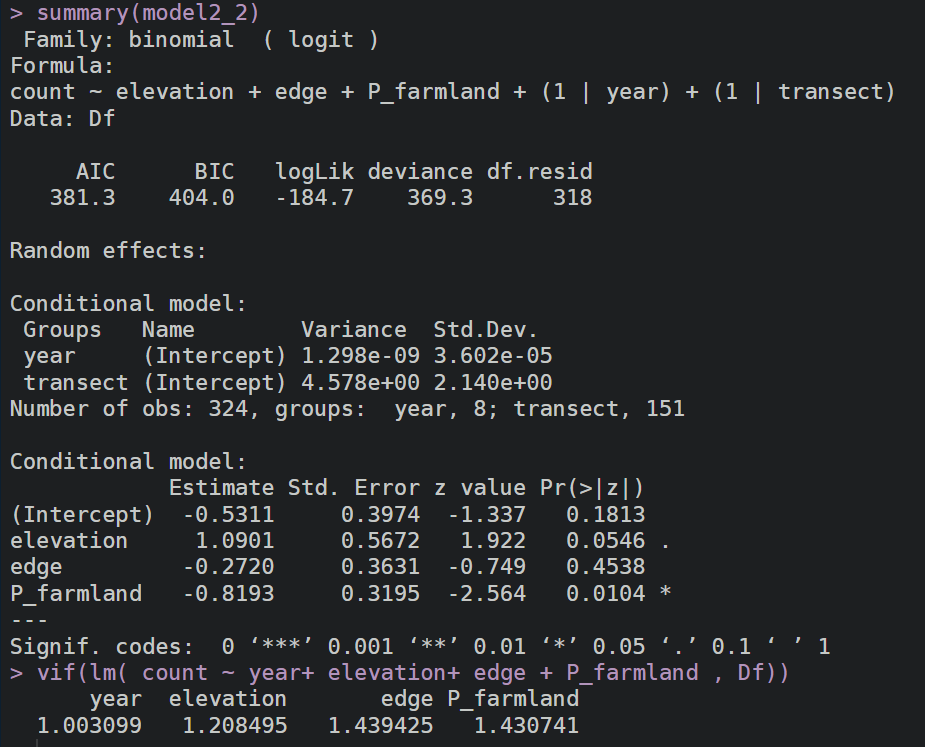 > summary(model2_2)
 Family: binomial  ( logit )
Formula:
count ~ elevation + edge + P_farmland + (1 | year) + (1 | transect)
Data: Df

     AIC      BIC   logLik deviance df.resid
   381.3    404.0   -184.7    369.3      318

Random effects:

Conditional model:
 Groups   Name        Variance  Std.Dev.
 year     (Intercept) 1.298e-09 3.602e-05
 transect (Intercept) 4.578e+00 2.140e+00
Number of obs: 324, groups:  year, 8; transect, 151

Conditional model:
            Estimate Std. Error z value Pr(>|z|)
(Intercept)  -0.5311     0.3974  -1.337   0.1813
elevation     1.0901     0.5672   1.922   0.0546 .
edge         -0.2720     0.3631  -0.749   0.4538
P_farmland   -0.8193     0.3195  -2.564   0.0104 *
---
Signif. codes:  0 ‘***’ 0.001 ‘**’ 0.01 ‘*’ 0.05 ‘.’ 0.1 ‘ ’ 1
> vif(lm( count ~ year+ elevation+ edge + P_farmland , Df))
      year  elevation       edge P_farmland
  1.003099   1.208495   1.439425   1.430741